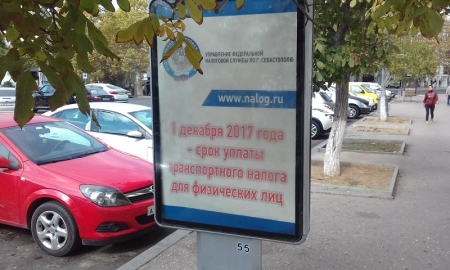 УПРАВЛЕНИЕ ФЕДЕРАЛЬНОЙ
НАЛОГОВОЙ СЛУЖБЫ ПО Г. СЕВАСТОПОЛЮ
www.nalog.ru
1 декабря 2017 года
– срок уплаты
транспортного налога
для физических лиц
55